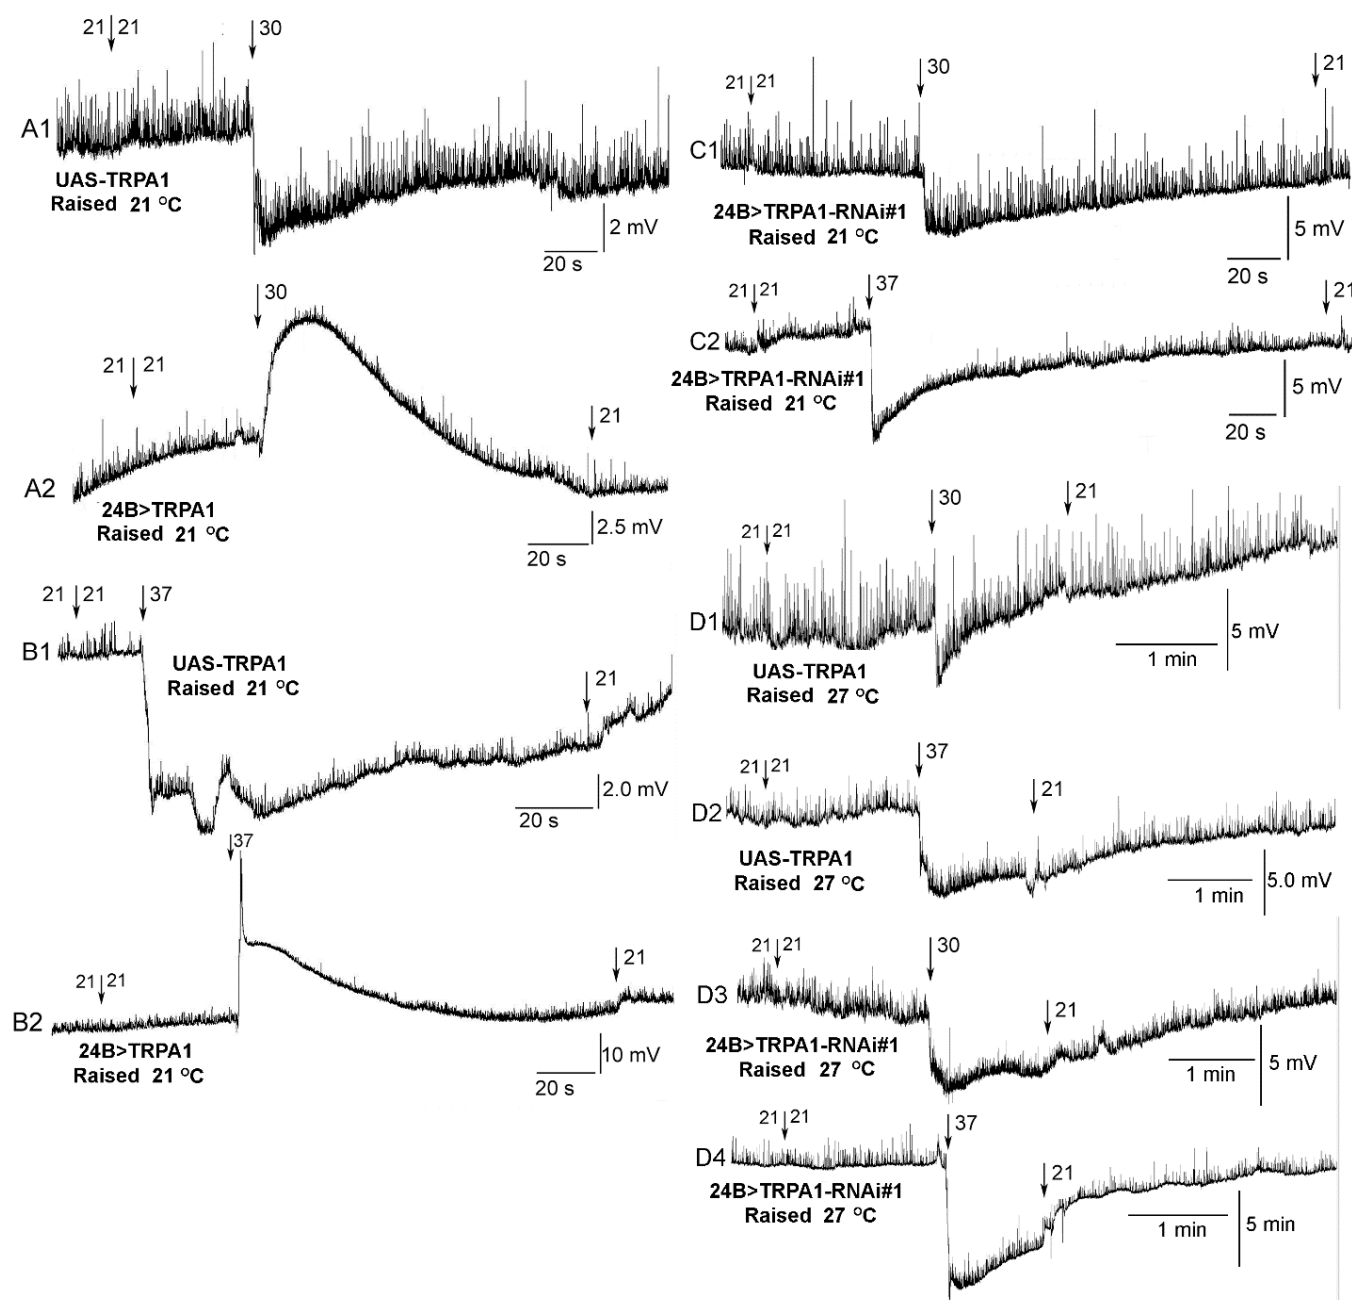 21 21 30
A1
UAS-TRPA1
Raised 21 °C
2 mV
20 s
30
21 21
21
A2
24B>TRPA1
Raised 21 °C
2.5 mV
20 s
21 21 37
B1
UAS-TRPA1
Raised 21 °C
21
2.0 mV
20 s
37
21 21
21
B2
24B>TRPA1
Raised 21 °C
10 mV
20 s
21 21 30 21
C1
24B>TRPA1-RNAi#1
Raised 21 °C
5 mV
20 s
21 21 37 21
C2
24B>TRPA1-RNAi#1
Raised 21 °C
5 mV
20 s
30 21
21 21
D1
UAS-TRPA1
Raised 27 °C
1 min
5 mV
37
21 21
21
D2
UAS-TRPA1
Raised 27 °C
1 min
5.0 mV
21 21 30
21
D3
24B>TRPA1-RNAi#1
Raised 27 °C
1 min
5 mV
21 21 37
D4
21
24B>TRPA1-RNAi#1
Raised 27 °C
1 min
5 min